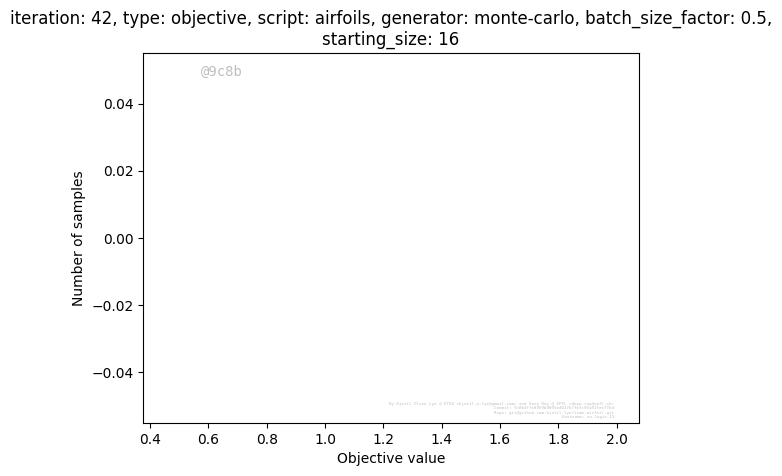 iteration: 42, type: objective, script: airfoils, generator: monte-carlo, batch_size_factor: 0.5,
starting_size: 16
@9c8b
0.04
0.02
0.00
−0.02
−0.04
Number of samples
0.4 0.6 0.8 1.0 1.2 1.4 1.6 1.8 2.0
Objective value